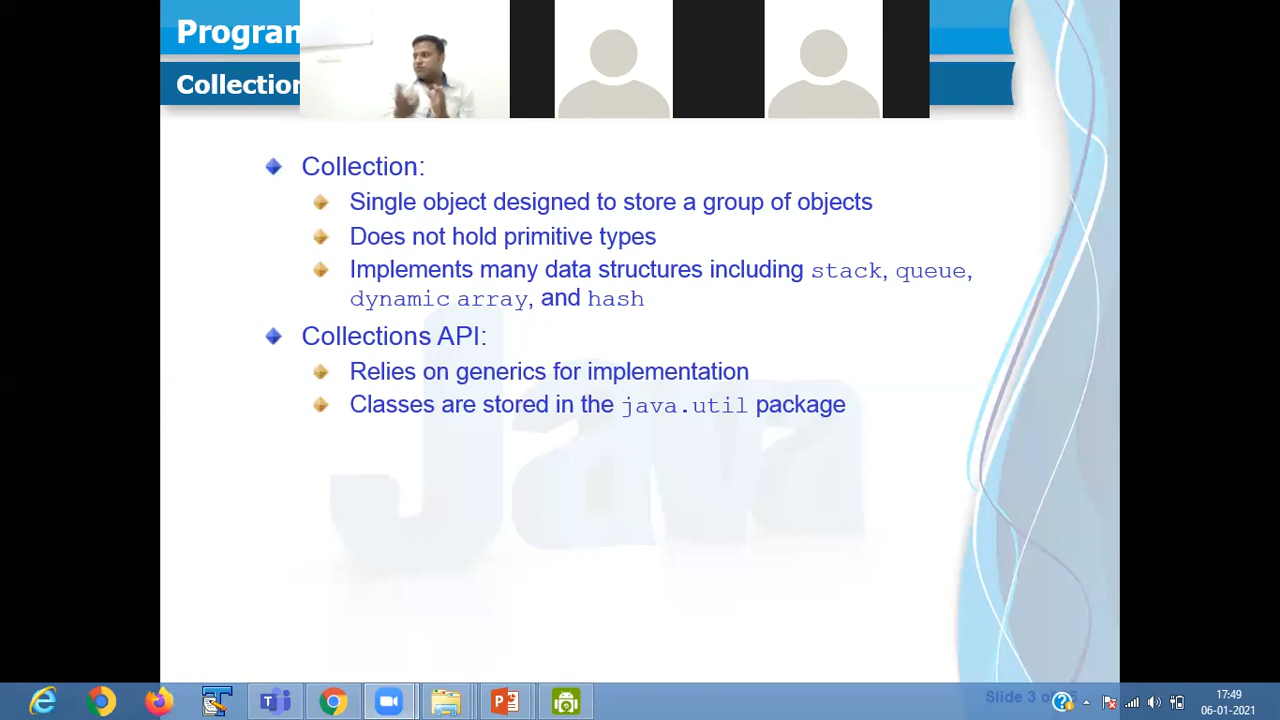 Program
Collection
Collection:
Single object designed to store a group of objects
Does not hold primitive types
Implements many data structures including stack, queue,
dynamic array, and hash
Collections API:
Relies on generics for implementation
Classes are stored in the java.util package
Java
Slide 3 of
17:49
06-01-2021